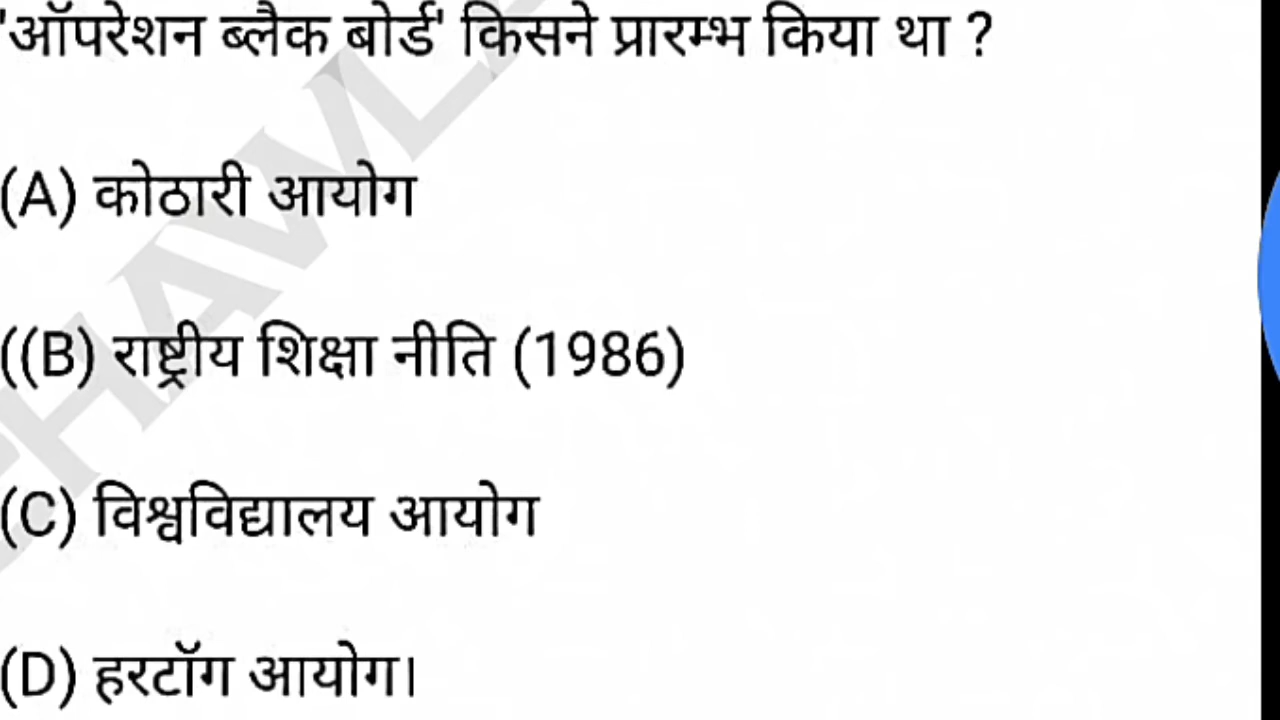 'ऑपरेशन ब्लैक बोर्ड' किसने प्रारम्भ किया था ?
(A) कोठारी आयोग
((B) राष्ट्रीय शिक्षा नीति (1986)
(C) विश्वविद्यालय आयोग
(D) हरटॉग आयोग।